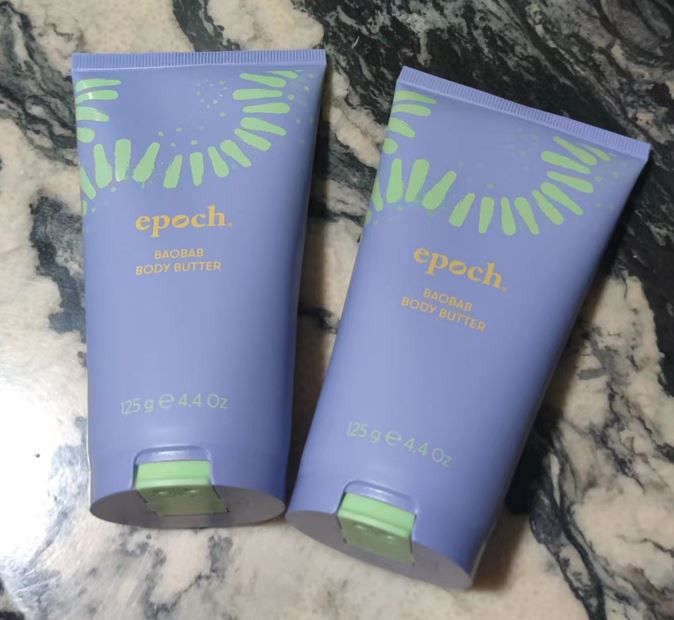 epoch®
BAOBAB
BODY BUTTER
125 g ℮ 4.4 Oz
epoch®
BAOBAB
BODY BUTTER
125 g ℮ 4.4 Oz